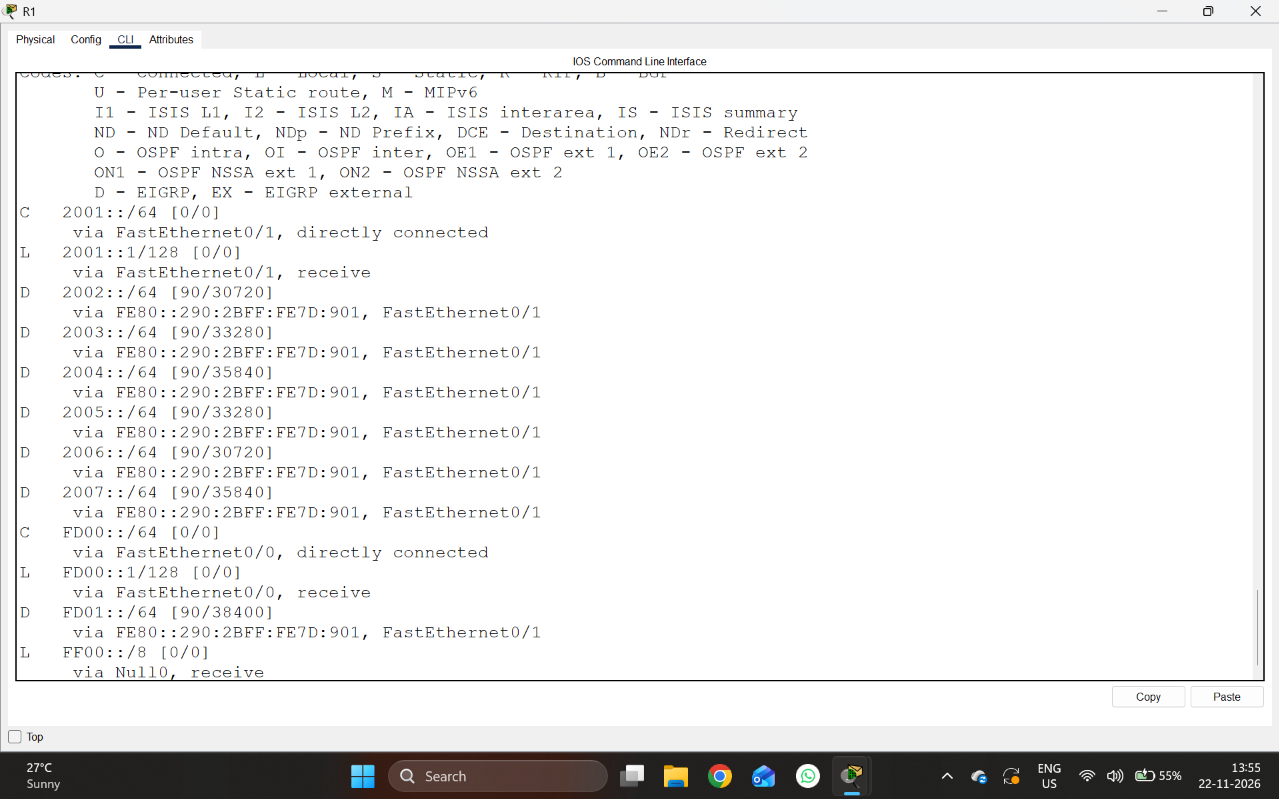 R1
Physical Config CLI Attributes
IOS Command Line Interface
Codes: C - Connected, L - Local, S - Static, R - RIP, B - BGP
U - Per-user Static route, M - MIPv6
I1 - ISIS L1, I2 - ISIS L2, IA - ISIS interarea, IS - ISIS summary
ND - ND Default, NDp - ND Prefix, DCE - Destination, NDr - Redirect
O - OSPF intra, OI - OSPF inter, OE1 - OSPF ext 1, OE2 - OSPF ext 2
ON1 - OSPF NSSA ext 1, ON2 - OSPF NSSA ext 2
D - EIGRP, EX - EIGRP external
C 2001::/64 [0/0]
via FastEthernet0/1, directly connected
L 2001::1/128 [0/0]
via FastEthernet0/1, receive
D 2002::/64 [90/30720]
via FE80::290:2BFF:FE7D:901, FastEthernet0/1
D 2003::/64 [90/33280]
via FE80::290:2BFF:FE7D:901, FastEthernet0/1
D 2004::/64 [90/35840]
via FE80::290:2BFF:FE7D:901, FastEthernet0/1
D 2005::/64 [90/33280]
via FE80::290:2BFF:FE7D:901, FastEthernet0/1
D 2006::/64 [90/30720]
via FE80::290:2BFF:FE7D:901, FastEthernet0/1
D 2007::/64 [90/35840]
via FE80::290:2BFF:FE7D:901, FastEthernet0/1
C FD00::/64 [0/0]
via FastEthernet0/0, directly connected
L FD00::1/128 [0/0]
via FastEthernet0/0, receive
D FD01::/64 [90/38400]
via FE80::290:2BFF:FE7D:901, FastEthernet0/1
L FF00::/8 [0/0]
via Null0, receive
Copy Paste
Top
27°C
Sunny
Search
ENG
US
55%
13:55
22-11-2026